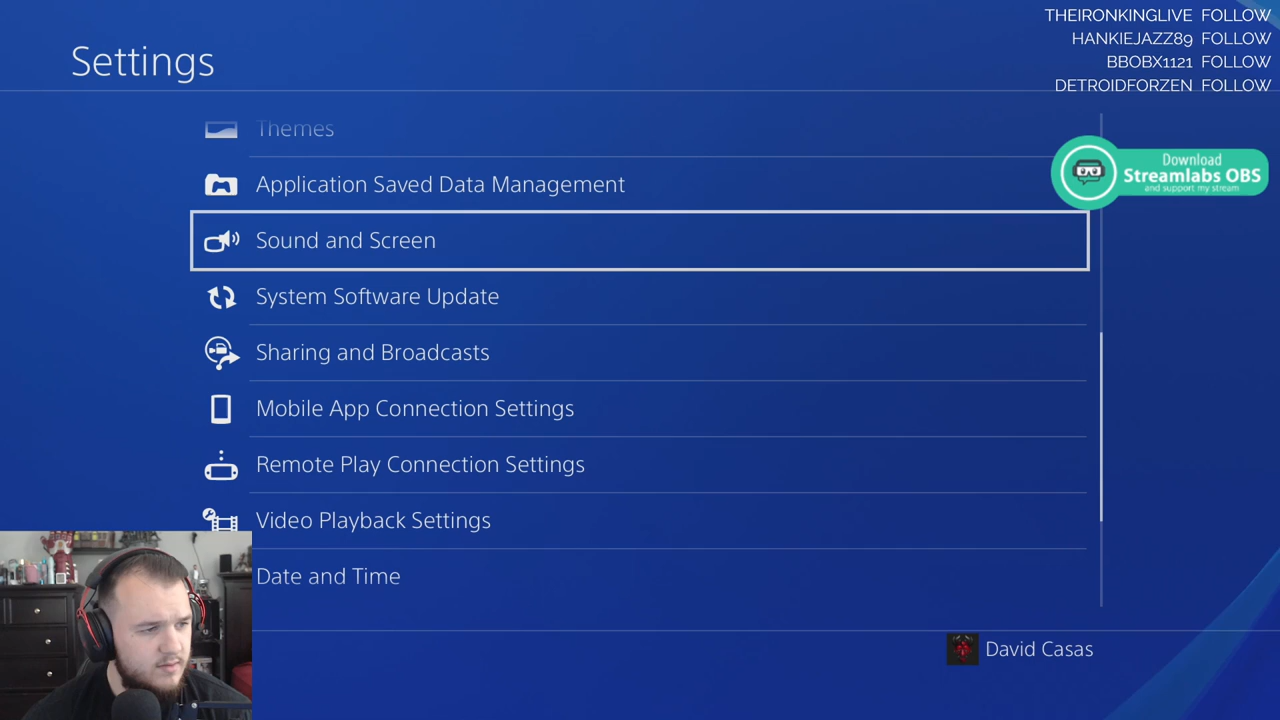 THEIRONKINGLIVE FOLLOW
HANKIEJAZZ89 FOLLOW
BBOBX1121 FOLLOW
DETROIDFORZEN FOLLOW
Settings
Themes
Application Saved Data Management
Download
Streamlabs OBS
and support my stream
Sound and Screen
System Software Update
Sharing and Broadcasts
Mobile App Connection Settings
Remote Play Connection Settings
Video Playback Settings
Date and Time
David Casas